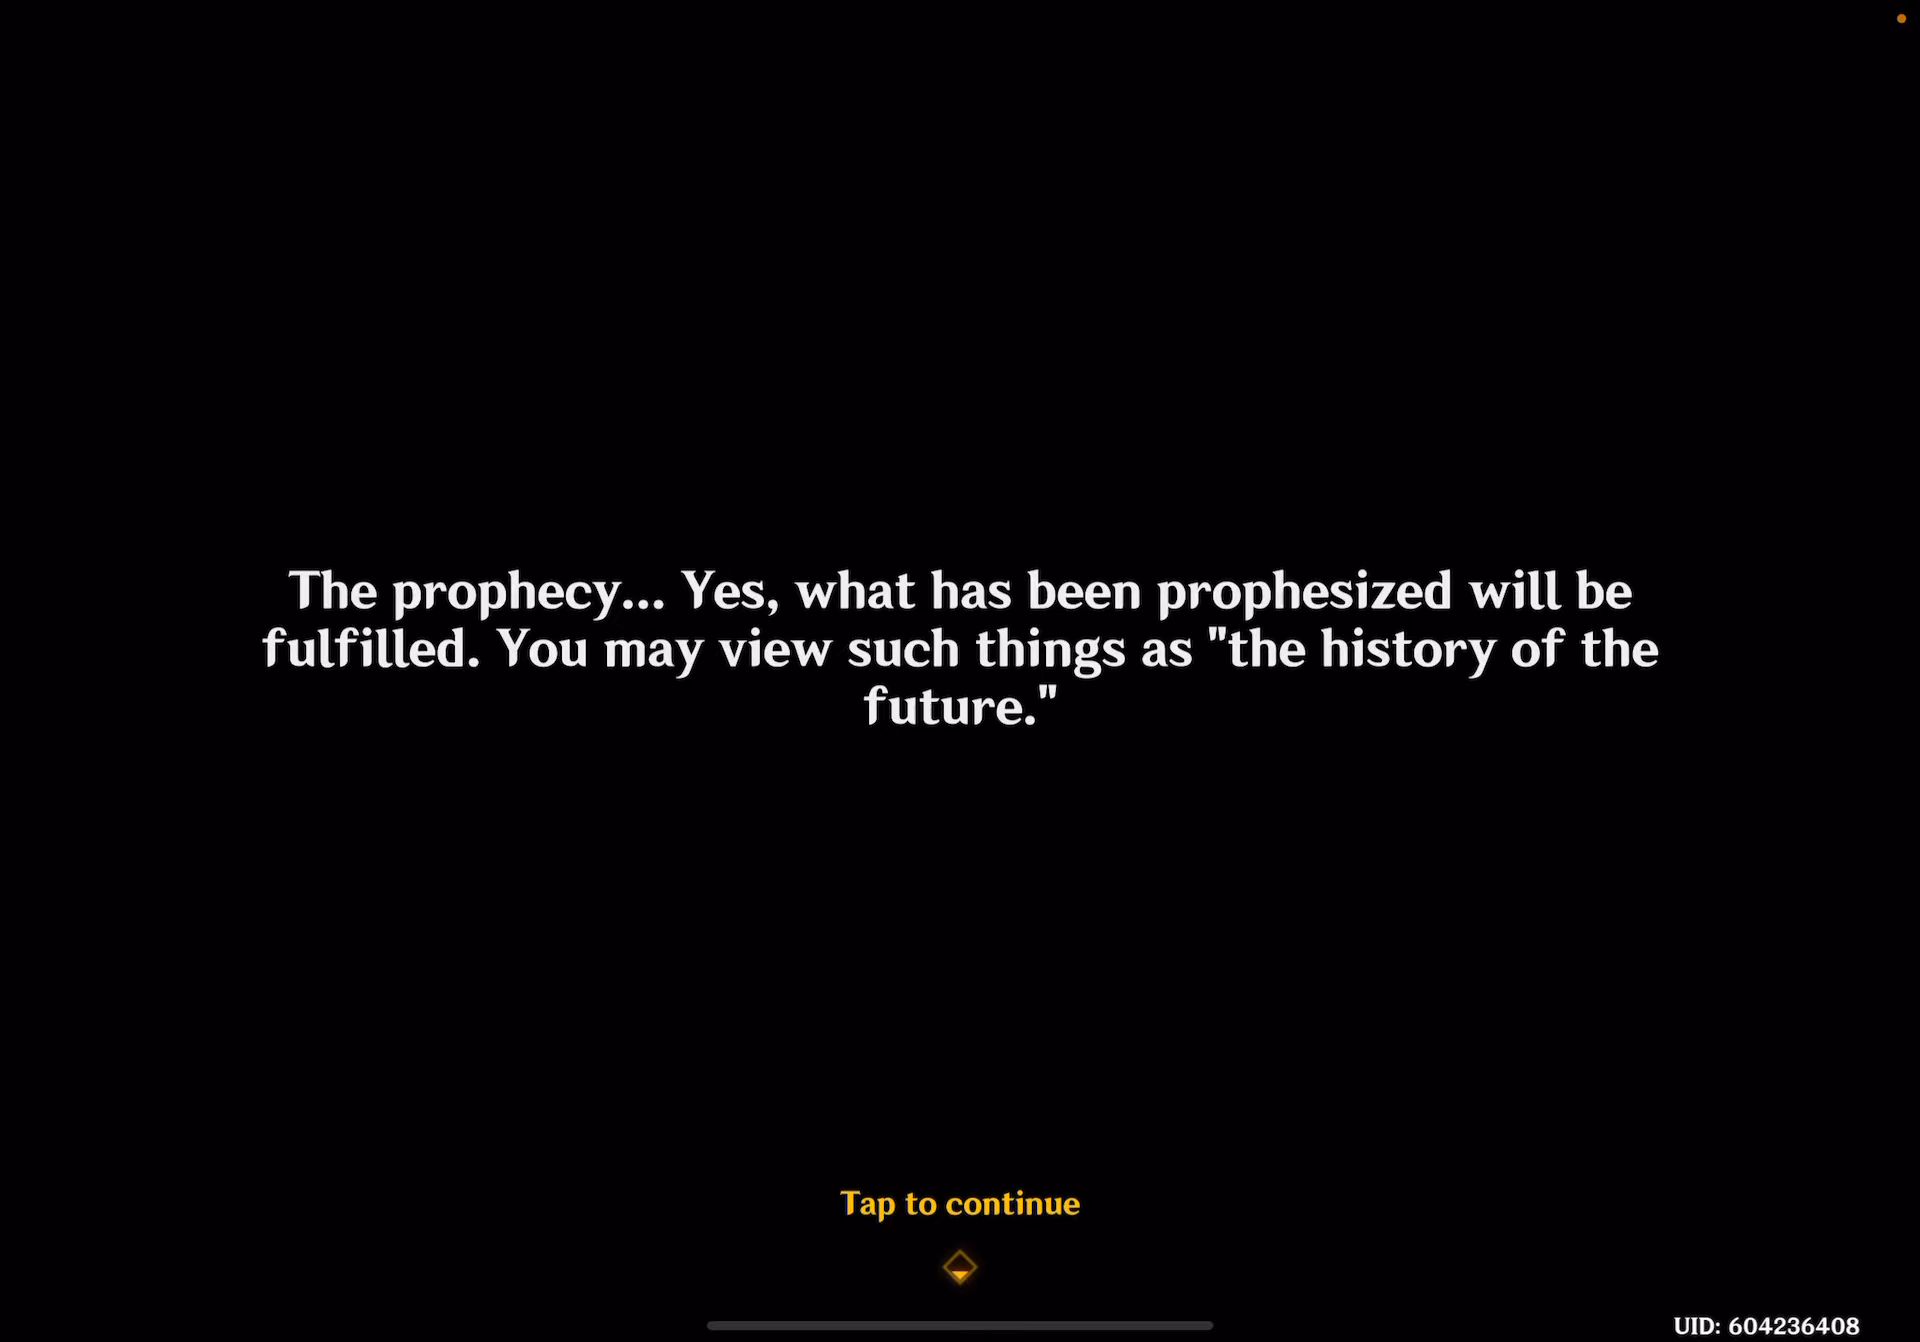 The prophecy... Yes, what has been prophesized will be
fulfilled. You may view such things as "the history of the
future."
Tap to continue
UID: 604236408